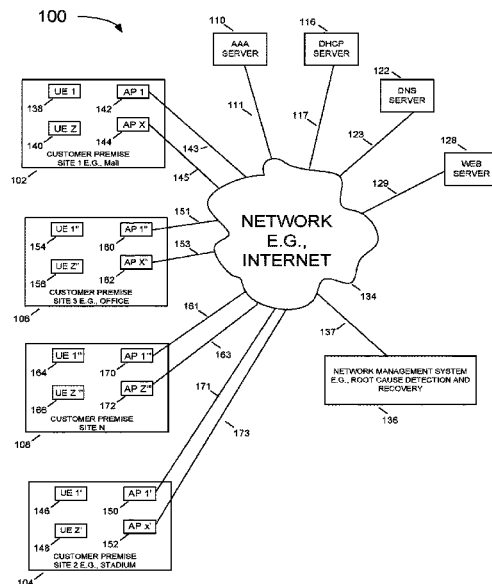 100
110
AAA
SERVER
111
116
DHCP
SERVER
117
122
DNS
SERVER
123
128
WEB
SERVER
129
UE 1
AP 1
138
142
UE Z
AP X
140
144
CUSTOMER PREMISE
SITE 1 E.G., Mall
102
143
145
NETWORK
E.G.,
INTERNET
134
UE 1"
AP 1"
154
160
UE Z"
AP X"
156
162
CUSTOMER PREMISE
SITE 3 E.G., OFFICE
106
151
153
137
NETWORK MANAGEMENT SYSTEM
E.G., ROOT CAUSE DETECTION AND
RECOVERY
136
UE 1'"
AP 1'"
164
170
UE Z'"
AP Z'"
166
172
CUSTOMER PREMISE
SITE N
108
161
163
171
173
UE 1'
AP 1'
146
150
UE Z'
AP x'
148
152
CUSTOMER PREMISE
SITE 2 E.G., STADIUM
104